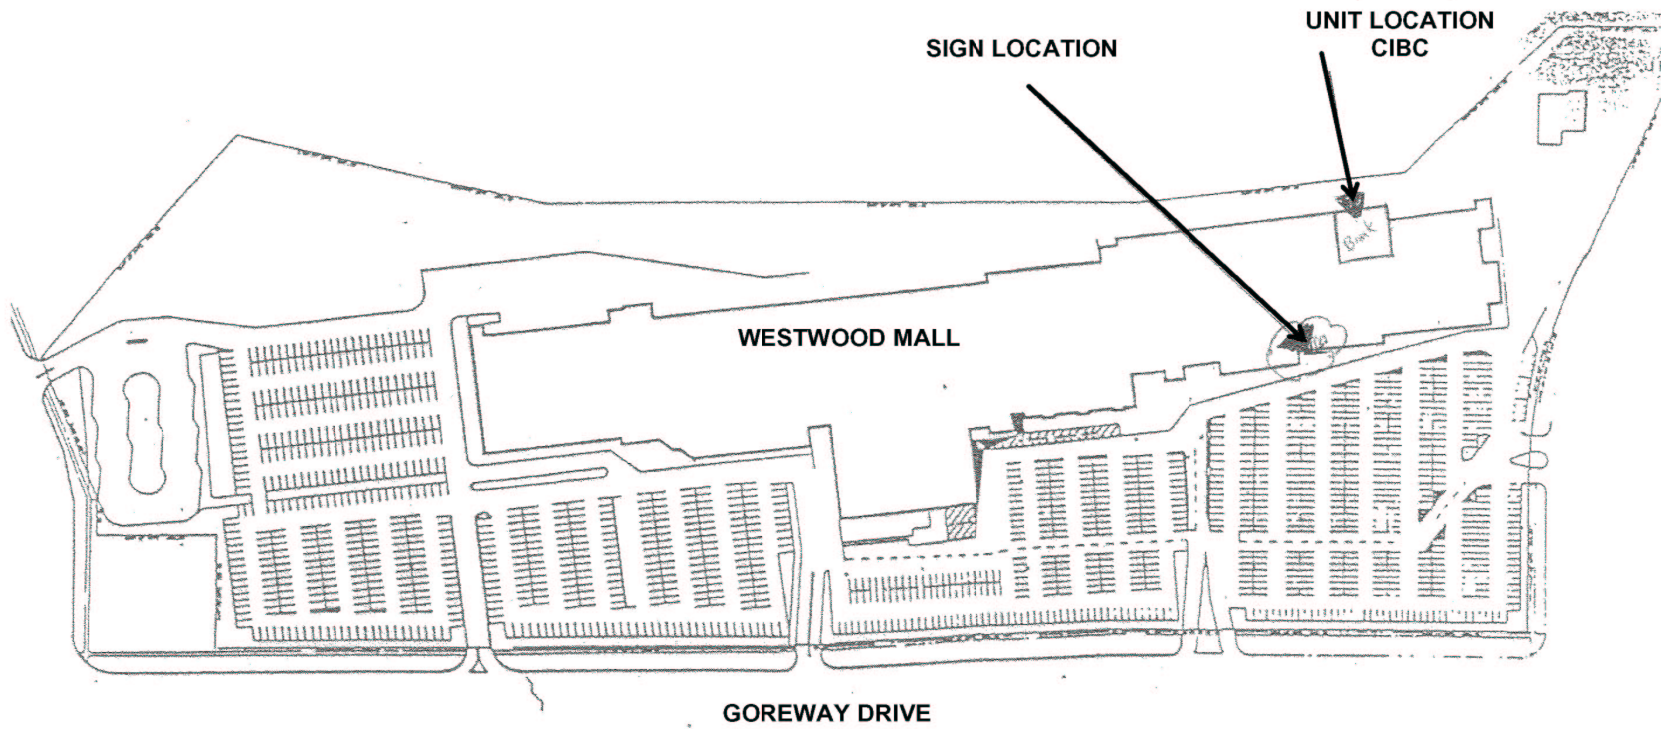 UNIT LOCATION
CIBC
SIGN LOCATION
Bank
WESTWOOD MALL
GOREWAY DRIVE